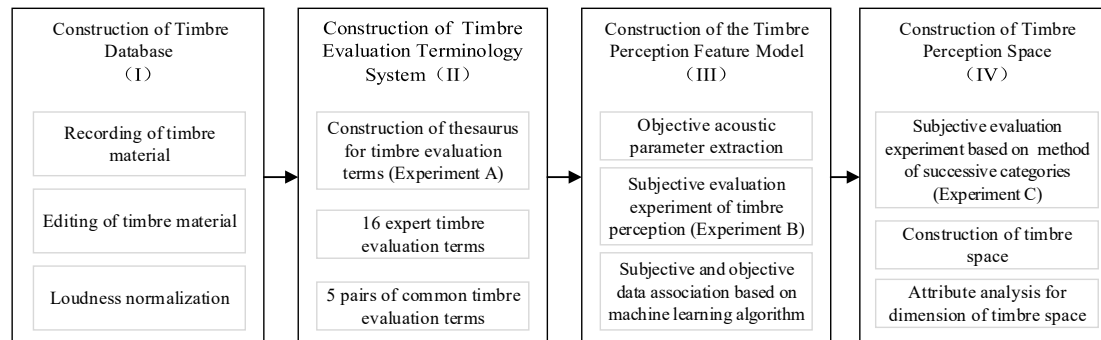 Construction of Timbre
Database
（I）
Recording of timbre
material
Editing of timbre material
Loudness normalization
Construction of Timbre
Evaluation Terminology
System（II）
Construction of thesaurus
for timbre evaluation
terms (Experiment A)
16 expert timbre
evaluation terms
5 pairs of common timbre
evaluation terms
Construction of the Timbre
Perception Feature Model
（III）
Objective acoustic
parameter extraction
Subjective evaluation
experiment of timbre
perception (Experiment B)
Subjective and objective
data association based on
machine learning algorithm
Construction of Timbre
Perception Space
（IV）
Subjective evaluation
experiment based on method
of successive categories
(Experiment C)
Construction of timbre
space
Attribute analysis for
dimension of timbre space